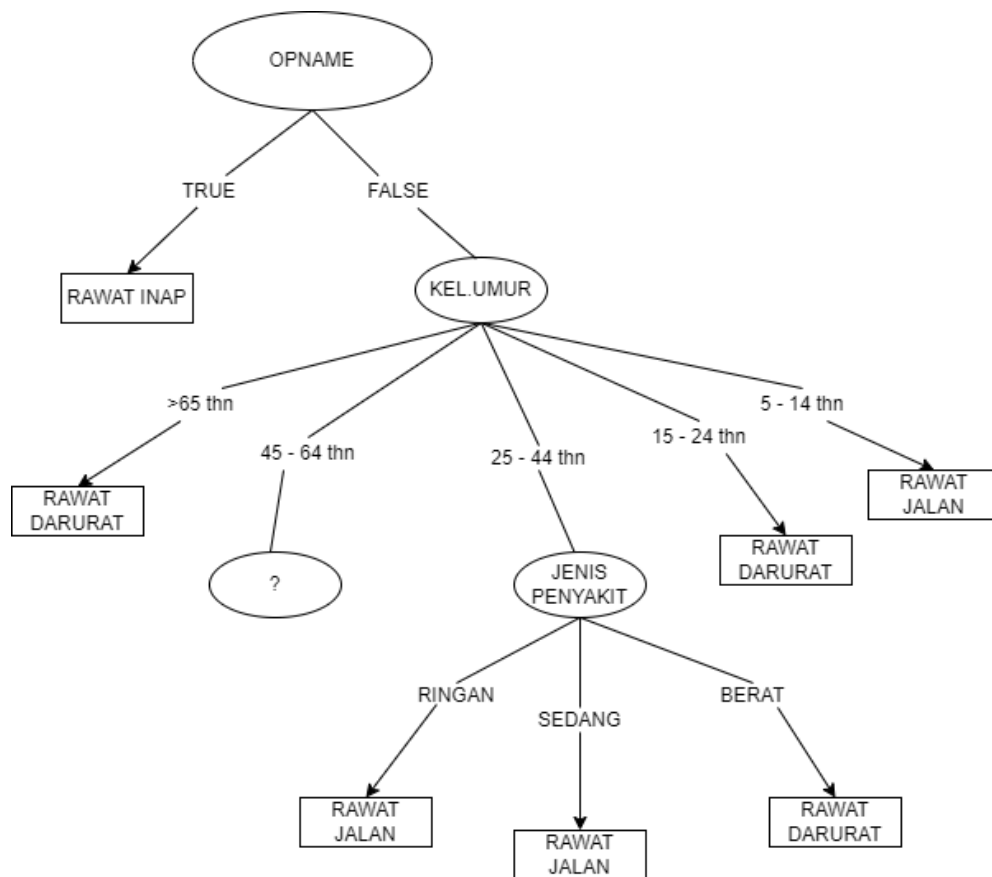 OPNAME
TRUE
FALSE
RAWAT INAP
KEL.UMUR
>65 thn
45 - 64 thn
25 - 44 thn
15 - 24 thn
5 - 14 thn
RAWAT
DARURAT
?
JENIS
PENYAKIT
RAWAT
DARURAT
RAWAT
JALAN
RINGAN
SEDANG
BERAT
RAWAT
JALAN
RAWAT
JALAN
RAWAT
DARURAT